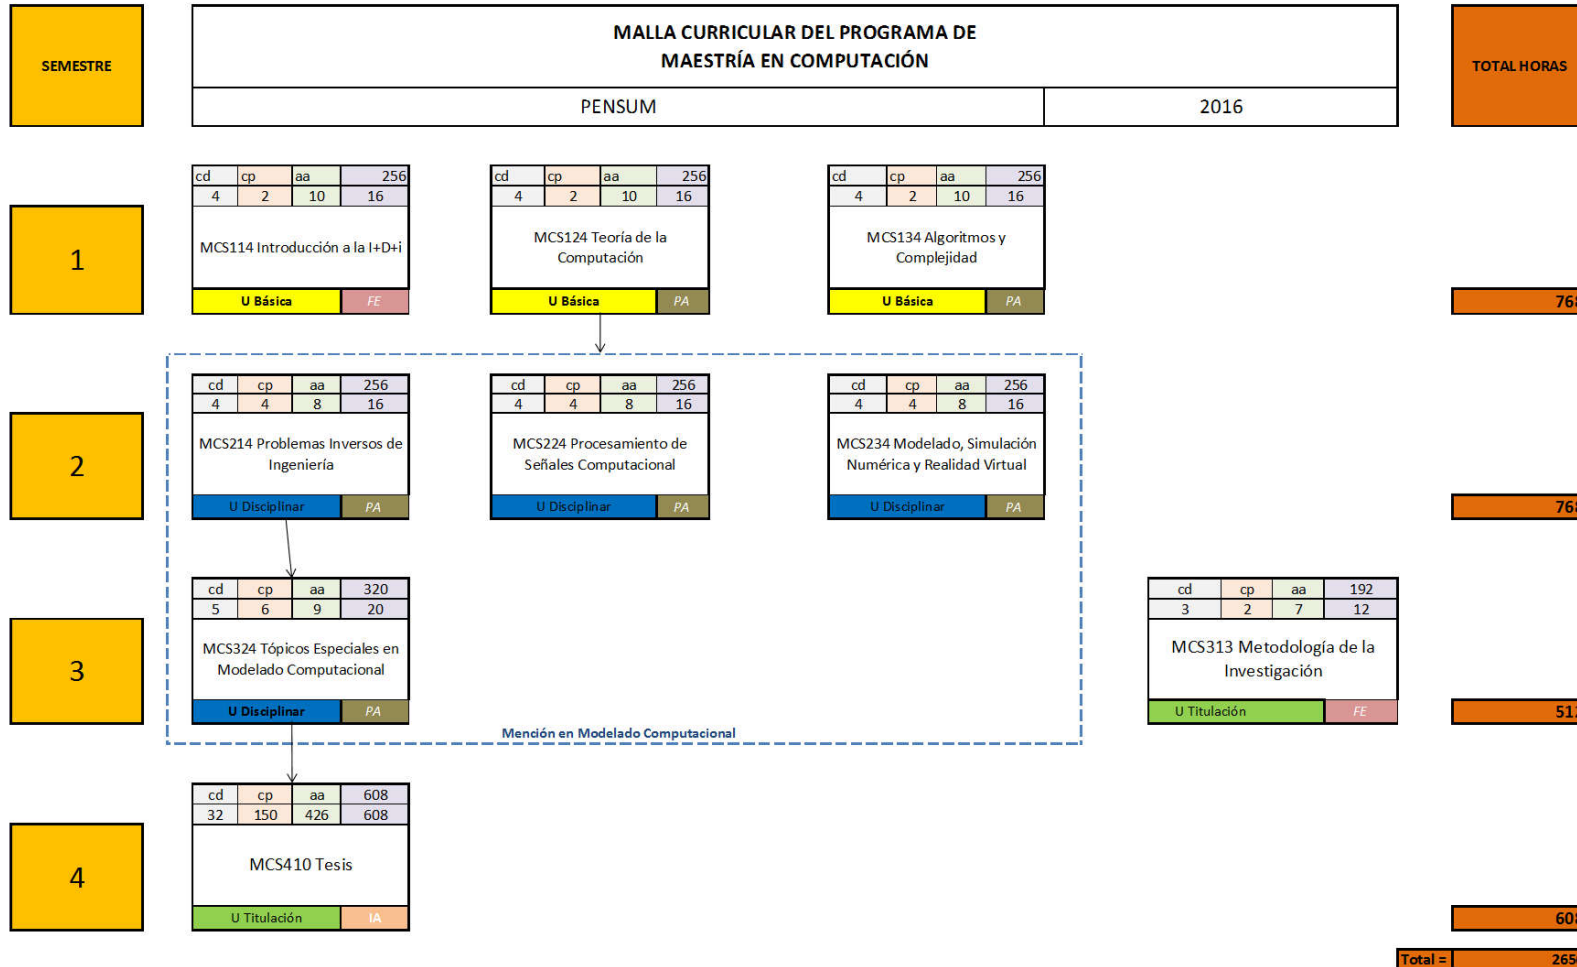 SEMESTRE
MALLA CURRICULAR DEL PROGRAMA DE
MAESTRÍA EN COMPUTACIÓN
TOTAL HORAS
PENSUM 2016
cd cp aa 256 cd cp aa 256 cd cp aa 256
4 2 10 16 4 2 10 16 4 2 10 16
1
MCS114 Introducción a la I+D+i
MCS124 Teoría de la
Computación
MCS134 Algoritmos y
Complejidad
U Básica FE U Básica PA U Básica PA
cd cp aa 256 cd cp aa 256 cd cp aa 256
4 4 8 16 4 4 8 16 4 4 8 16
2
MCS214 Problemas Inversos de
Ingeniería
MCS224 Procesamiento de
Señales Computacional
MCS234 Modelado, Simulación
Numérica y Realidad Virtual
U Disciplinar PA U Disciplinar PA U Disciplinar PA
cd cp aa 320 cd cp aa 192
5 6 9 20 3 2 7 12
3
MCS324 Tópicos Especiales en
Modelado Computacional
MCS313 Metodología de la
Investigación
U Disciplinar PA U Titulación FE
Mención en Modelado Computacional
cd cp aa 608
32 150 426 608
4
MCS410 Tesis
U Titulación IA
Total =